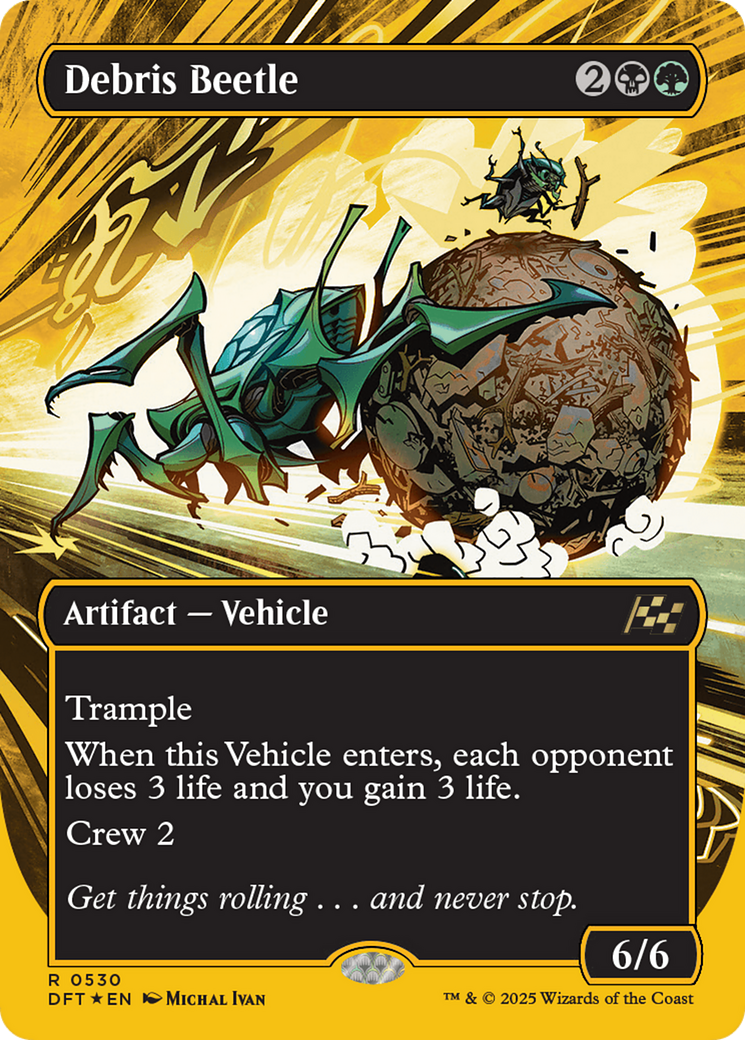 Debris Beetle 2
Artifact — Vehicle
Trample
When this Vehicle enters, each opponent
loses 3 life and you gain 3 life.
Crew 2
Get things rolling . . . and never stop.
6/6
R 0530
DFT★EN Michal Ivan
™ & © 2025 Wizards of the Coast